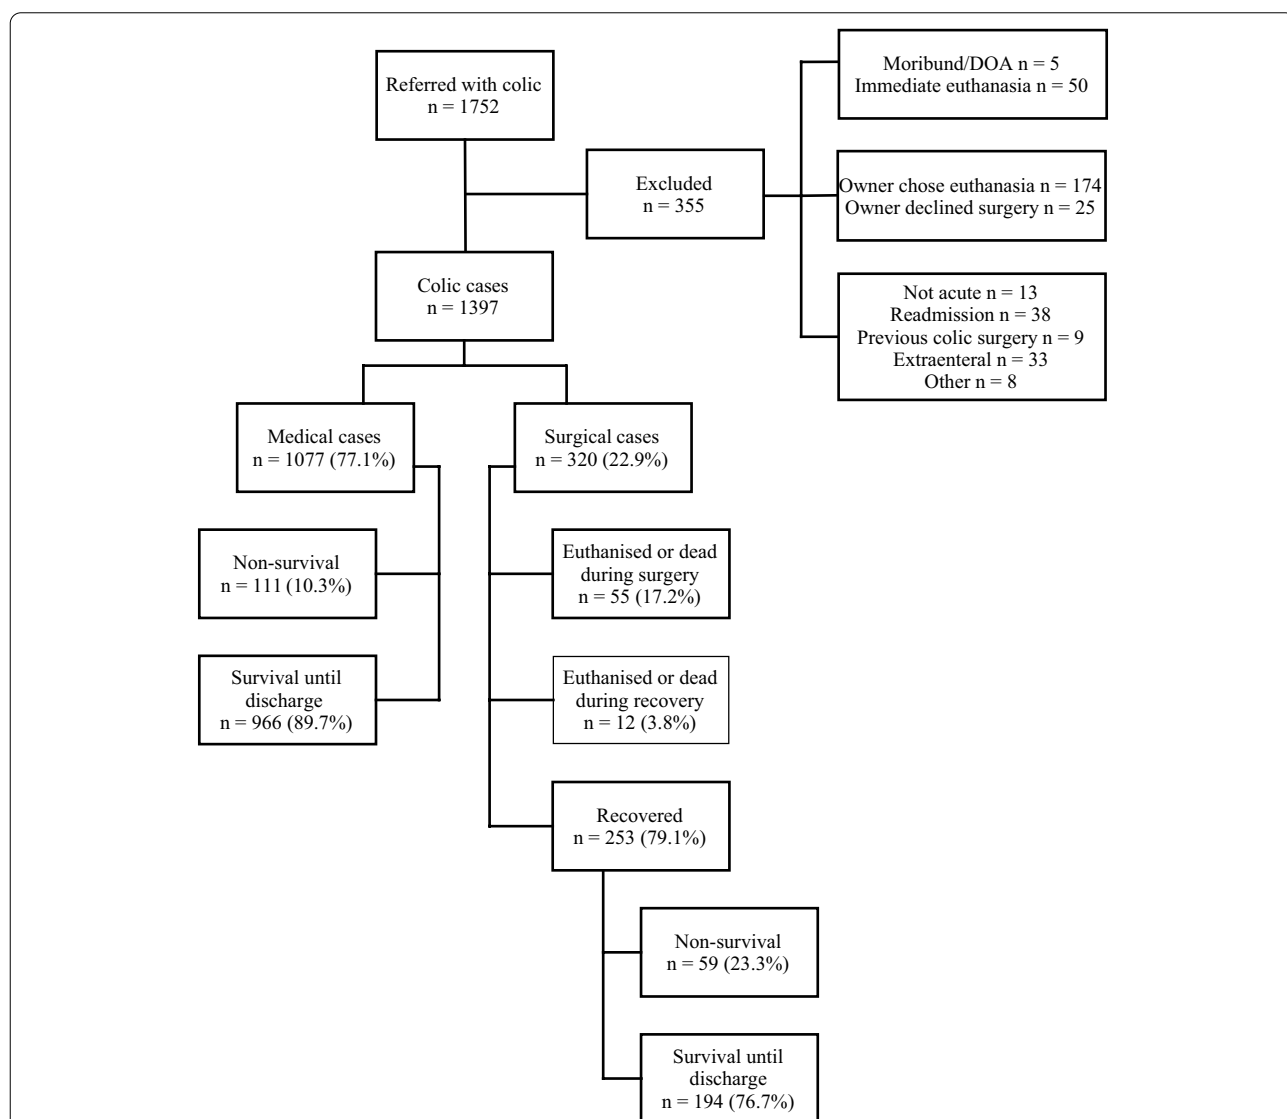 Referred with colic
n = 1752
Moribund/DOA n = 5
Immediate euthanasia n = 50
Excluded
n = 355
Owner chose euthanasia n = 174
Owner declined surgery n = 25
Not acute n = 13
Readmission n = 38
Previous colic surgery n = 9
Extraenteral n = 33
Other n = 8
Colic cases
n = 1397
Medical cases
n = 1077 (77.1%)
Surgical cases
n = 320 (22.9%)
Non-survival
n = 111 (10.3%)
Survival until
discharge
n = 966 (89.7%)
Euthanised or dead
during surgery
n = 55 (17.2%)
Euthanised or dead
during recovery
n = 12 (3.8%)
Recovered
n = 253 (79.1%)
Non-survival
n = 59 (23.3%)
Survival until
discharge
n = 194 (76.7%)